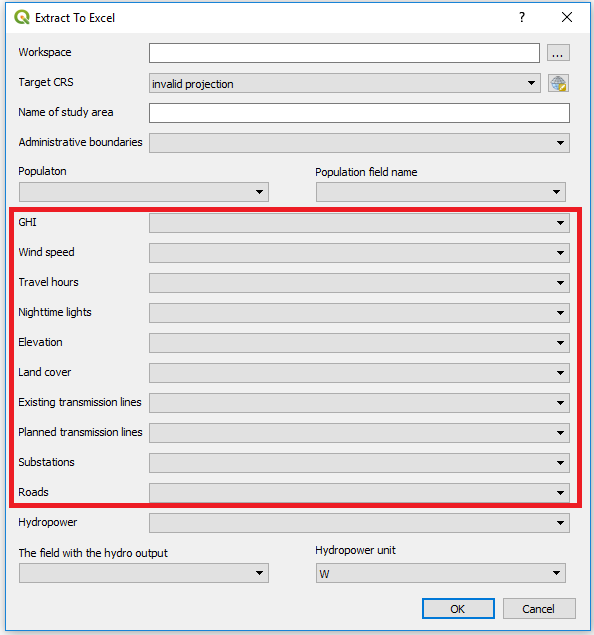 Extract To Excel
Workspace
...
Target CRS
invalid projection
Name of study area
Administrative boundaries
Populaton
Population field name
GHI
Wind speed
Travel hours
Nighttime lights
Elevation
Land cover
Existing transmission lines
Planned transmission lines
Substations
Roads
Hydropower
The field with the hydro output
Hydropower unit
W
OK
Cancel